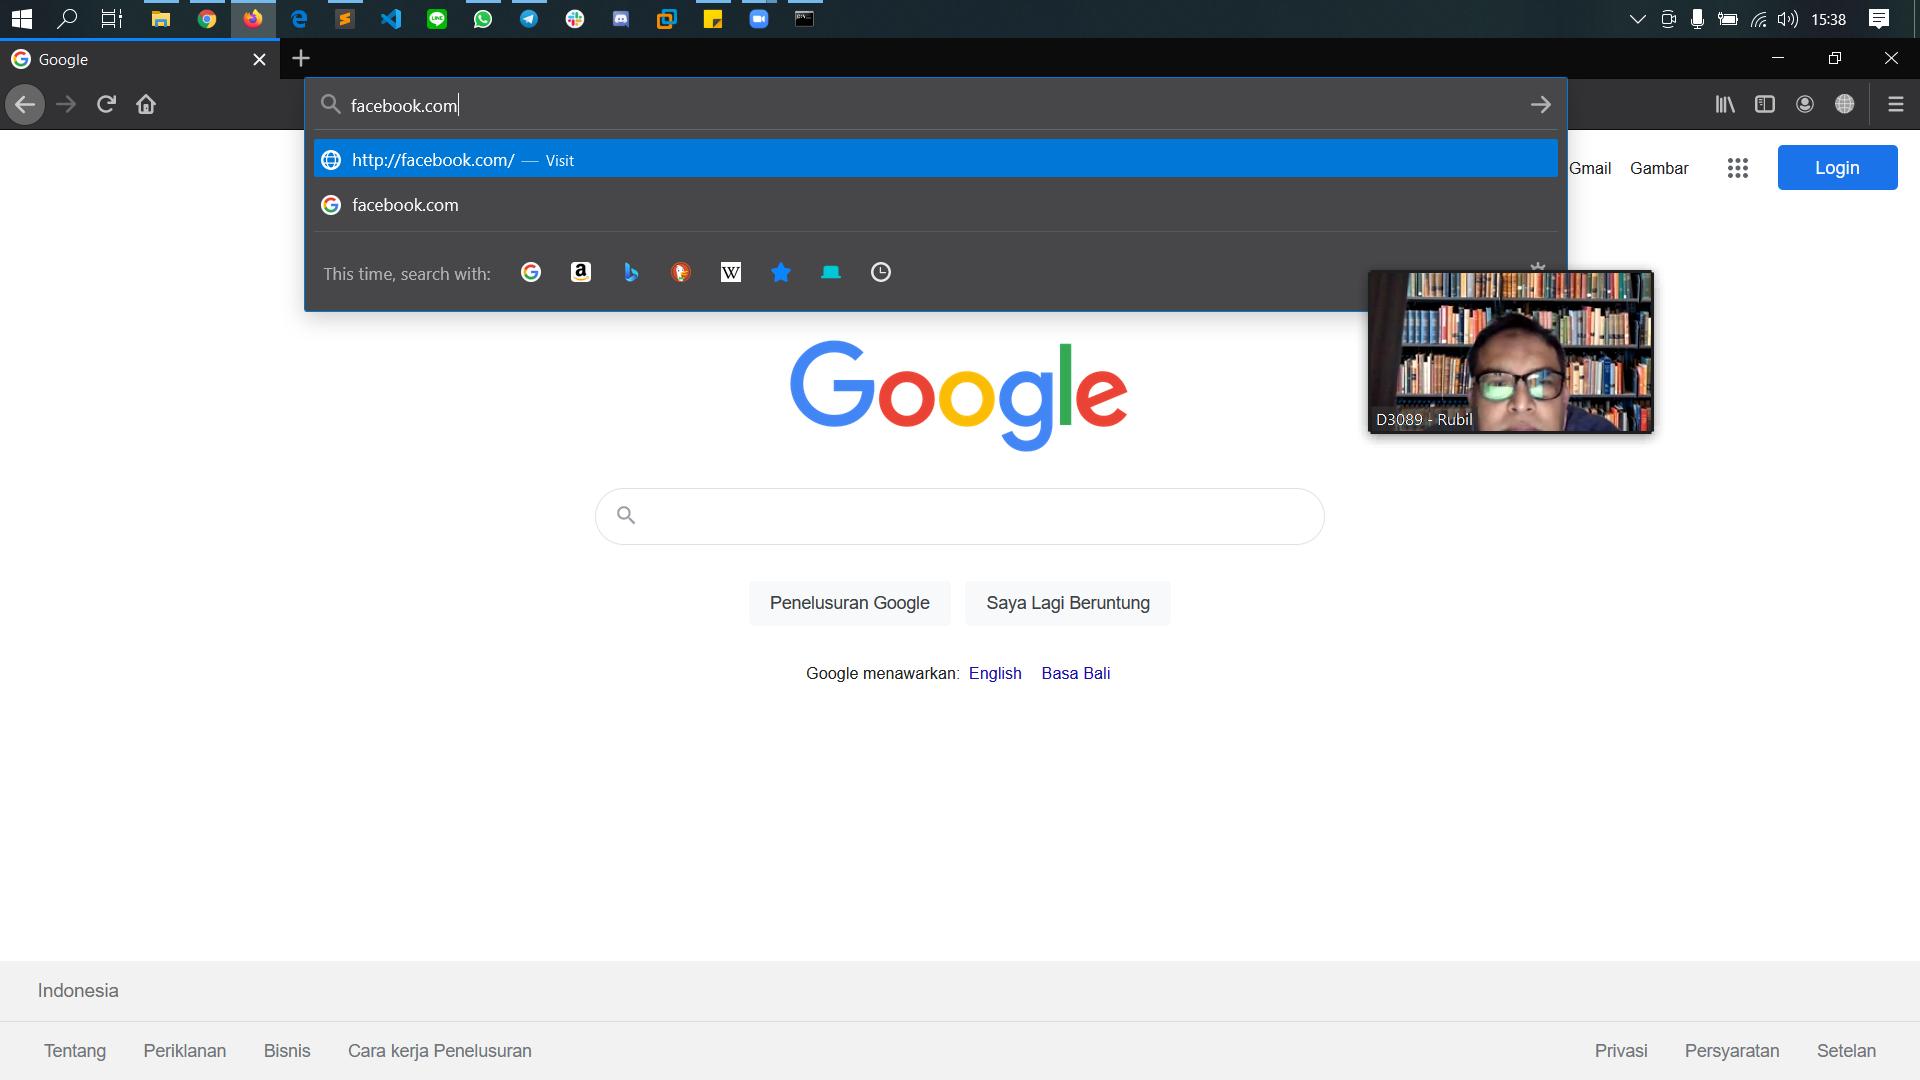 15:38
Google
facebook.com
http://facebook.com/ — Visit
facebook.com
This time, search with:
Gmail Gambar Login
D3089 - Rubil
Google
Penelusuran Google Saya Lagi Beruntung
Google menawarkan: English Basa Bali
Indonesia
Tentang Periklanan Bisnis Cara kerja Penelusuran Privasi Persyaratan Setelan